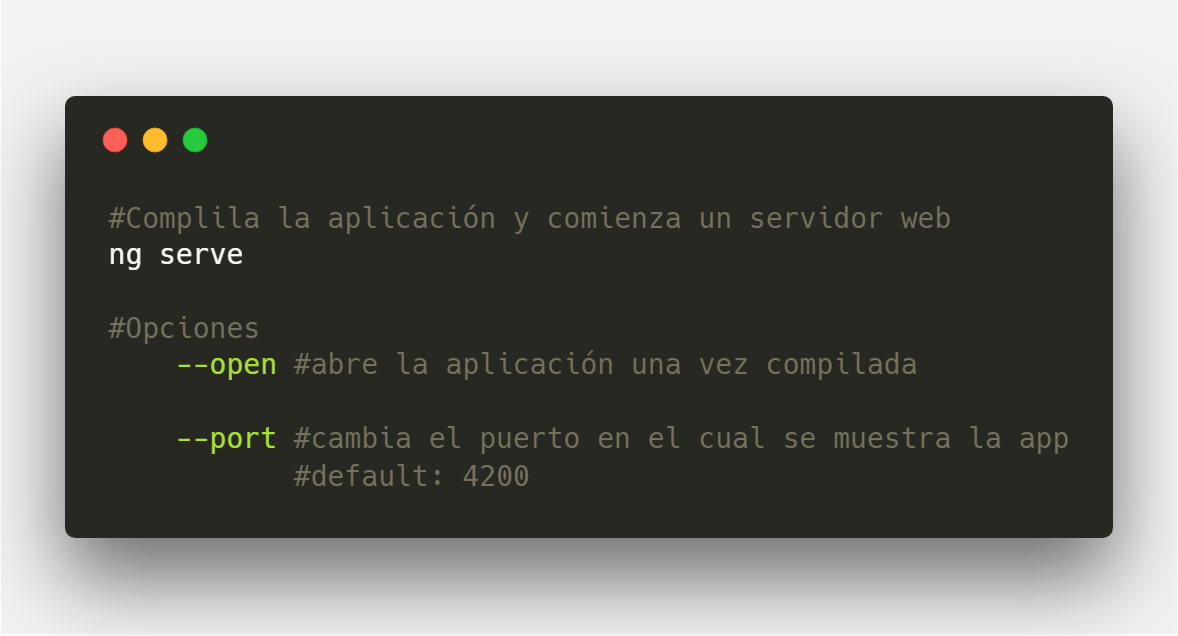 #Complila la aplicación y comienza un servidor web
ng serve
#Opciones
--open #abre la aplicación una vez compilada
--port #cambia el puerto en el cual se muestra la app
#default: 4200